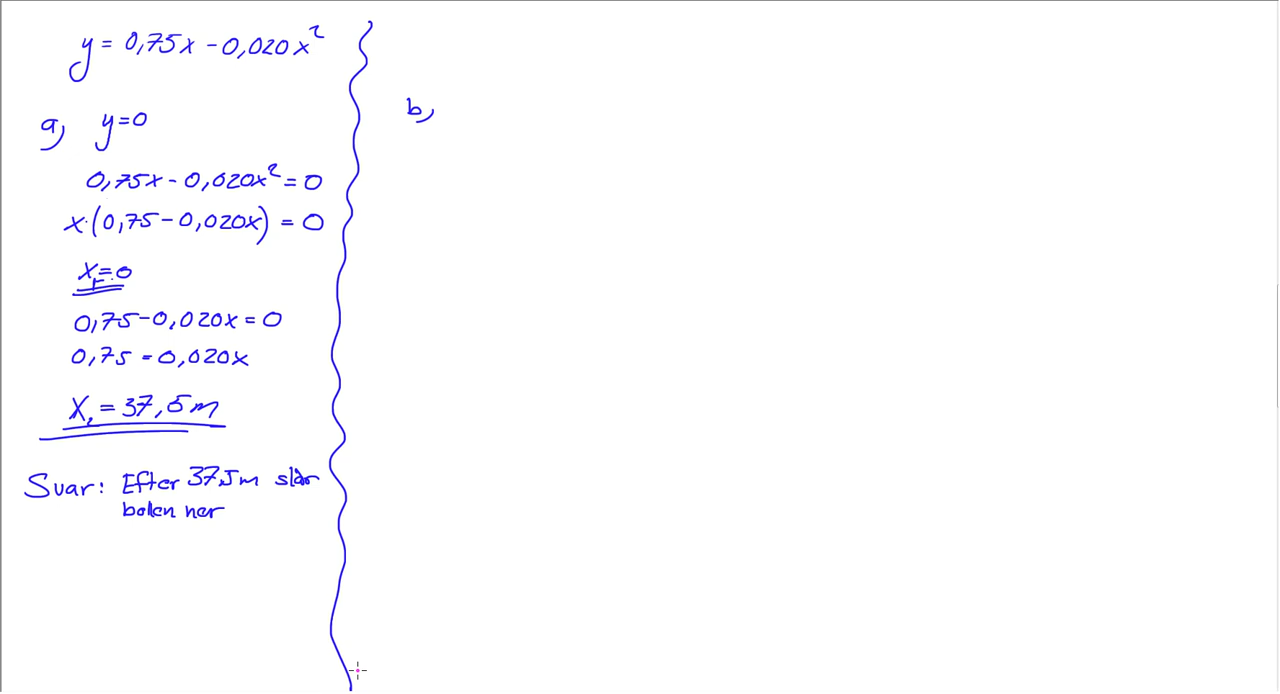 y = 0,75x - 0,020x²
a) y=0
0,75x - 0,020x² = 0
x·(0,75 - 0,020x) = 0
x₁=0
0,75-0,020x = 0
0,75 = 0,020x
X₂ = 37,5m
Svar: Efter 37,5m slår
bollen ner
b)